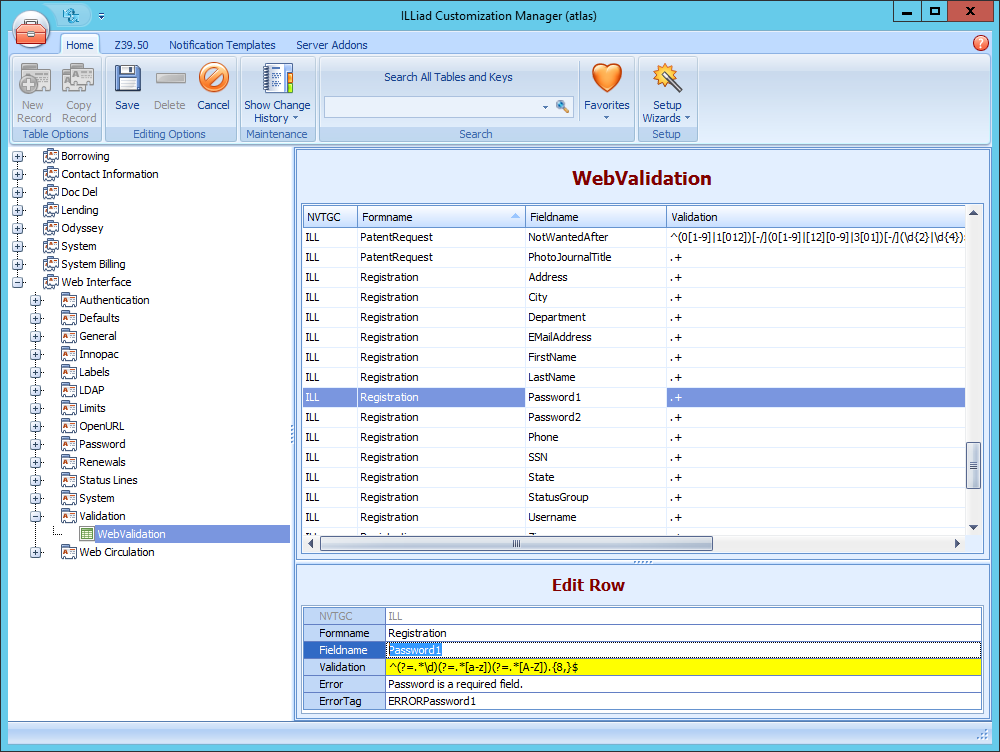 ILLiad Customization Manager (atlas)
Home Z39.50 Notification Templates Server Addons
New Record Copy Record
Table Options
Save Delete Cancel
Editing Options
Show Change History
Maintenance
Search All Tables and Keys
Favorites
Search
Setup Wizards
Setup
Borrowing
Contact Information
Doc Del
Lending
Odyssey
System
System Billing
Web Interface
Authentication
Defaults
General
Innopac
Labels
LDAP
Limits
OpenURL
Password
Renewals
Status Lines
System
Validation
WebValidation
Web Circulation
WebValidation
NVTGC Formname Fieldname Validation
ILL PatentRequest NotWantedAfter ^(0[1-9]|1[012])[-/](0[1-9]|[12][0-9]|3[01])[-/](\d{2}|\d{4})
ILL PatentRequest PhotoJournalTitle .+
ILL Registration Address .+
ILL Registration City .+
ILL Registration Department .+
ILL Registration EMailAddress .+
ILL Registration FirstName .+
ILL Registration LastName .+
ILL Registration Password1 .+
ILL Registration Password2 .+
ILL Registration Phone .+
ILL Registration SSN .+
ILL Registration State .+
ILL Registration StatusGroup .+
ILL Registration Username .+
Edit Row
NVTGC ILL
Formname Registration
Fieldname Password1
Validation ^(?=.*\d)(?=.*[a-z])(?=.*[A-Z]).{8,}$
Error Password is a required field.
ErrorTag ERRORPassword1